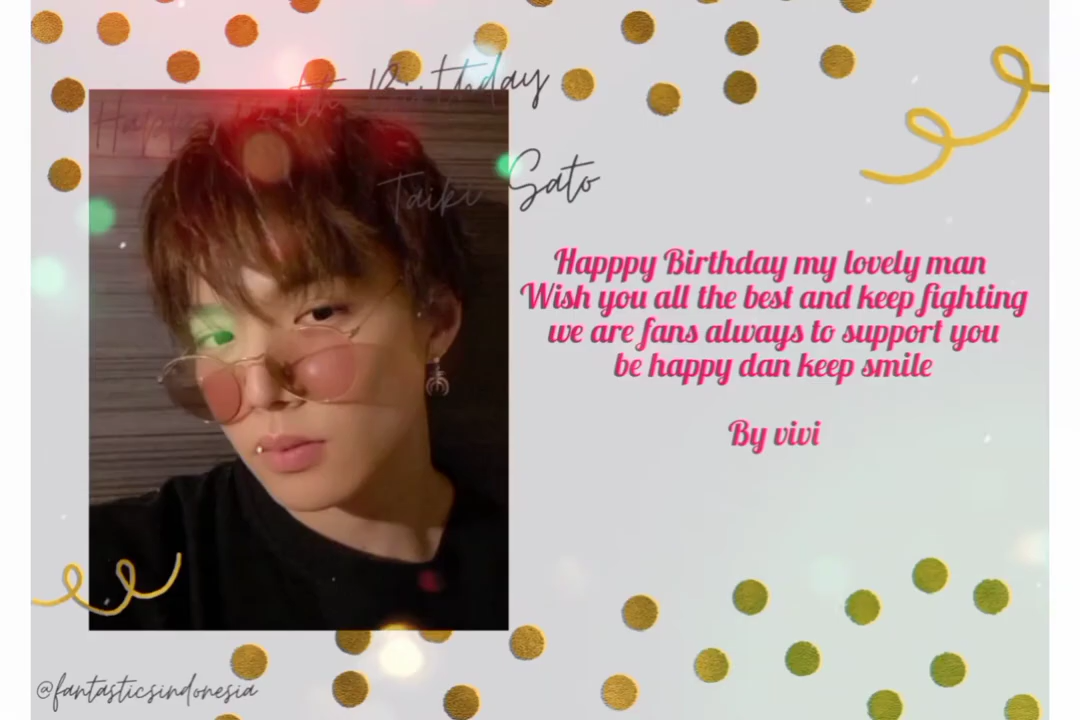 Birthday
Taiki Sato
Happpy Birthday my lovely man
Wish you all the best and keep fighting
we are fans always to support you
be happy dan keep smile
By vivi
@fantasticsindonesia